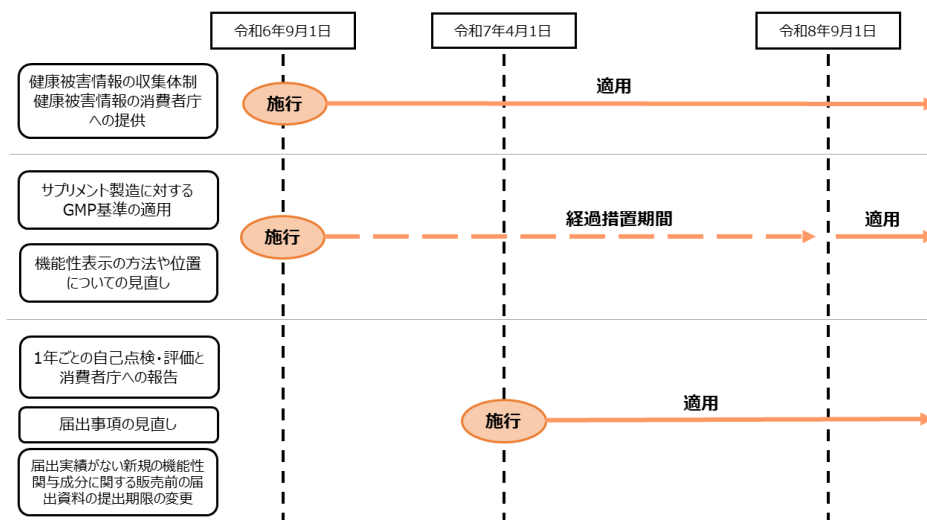 令和6年9月1日
令和7年4月1日
令和8年9月1日
健康被害情報の収集体制
健康被害情報の消費者庁
への提供
施行
適用
サプリメント製造に対する
GMP基準の適用
施行
経過措置期間
適用
機能性表示の方法や位置
についての見直し
1年ごとの自己点検・評価と
消費者庁への報告
届出事項の見直し
施行
適用
届出実績がない新規の機能性
関与成分に関する販売前の届
出資料の提出期限の変更